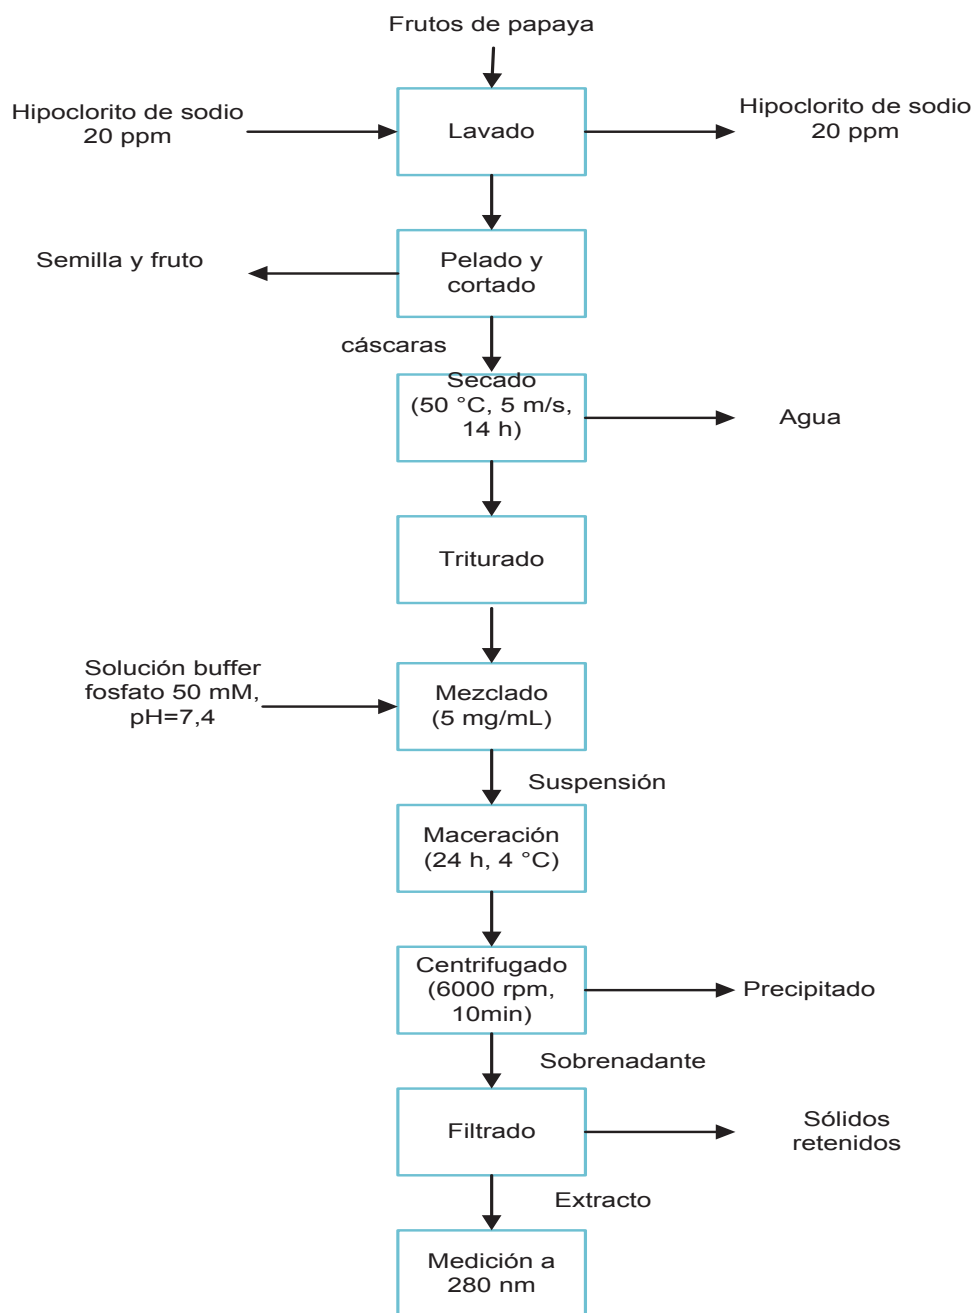 Frutos de papaya
Hipoclorito de sodio
20 ppm
Lavado
Hipoclorito de sodio
20 ppm
Semilla y fruto
Pelado y
cortado
cáscaras
Secado
(50 °C, 5 m/s,
14 h)
Agua
Triturado
Solución buffer
fosfato 50 mM,
pH=7,4
Mezclado
(5 mg/mL)
Suspensión
Maceración
(24 h, 4 °C)
Centrifugado
(6000 rpm,
10min)
Precipitado
Sobrenadante
Filtrado
Sólidos
retenidos
Extracto
Medición a
280 nm